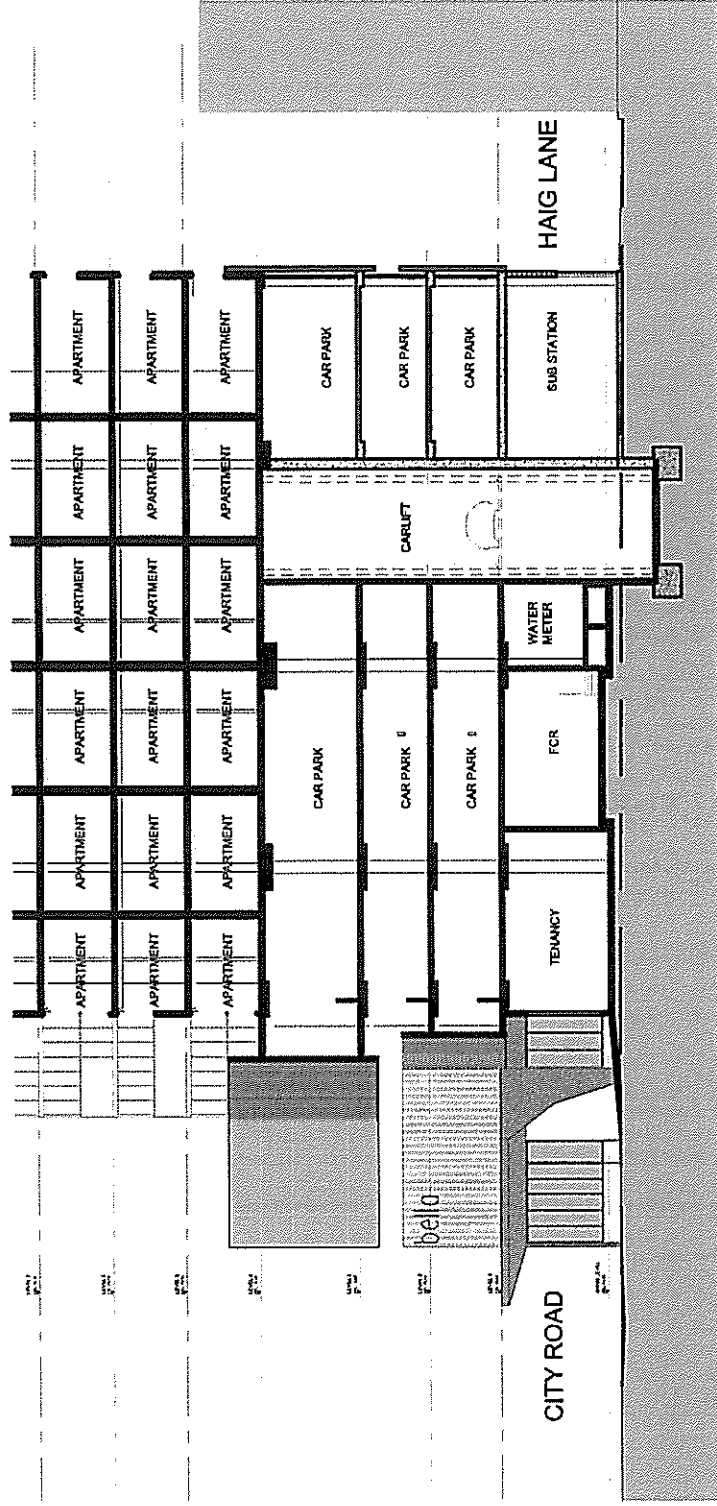 APARTMENT APARTMENT APARTMENT APARTMENT APARTMENT APARTMENT
APARTMENT APARTMENT APARTMENT APARTMENT APARTMENT APARTMENT
APARTMENT APARTMENT APARTMENT APARTMENT APARTMENT APARTMENT
CAR PARK CAR PARK
CAR PARK CARLIFT CAR PARK
bello CAR PARK CAR PARK
CITY ROAD
TENANCY
FCR
WATER
METER
SUB STATION
HAIG LANE